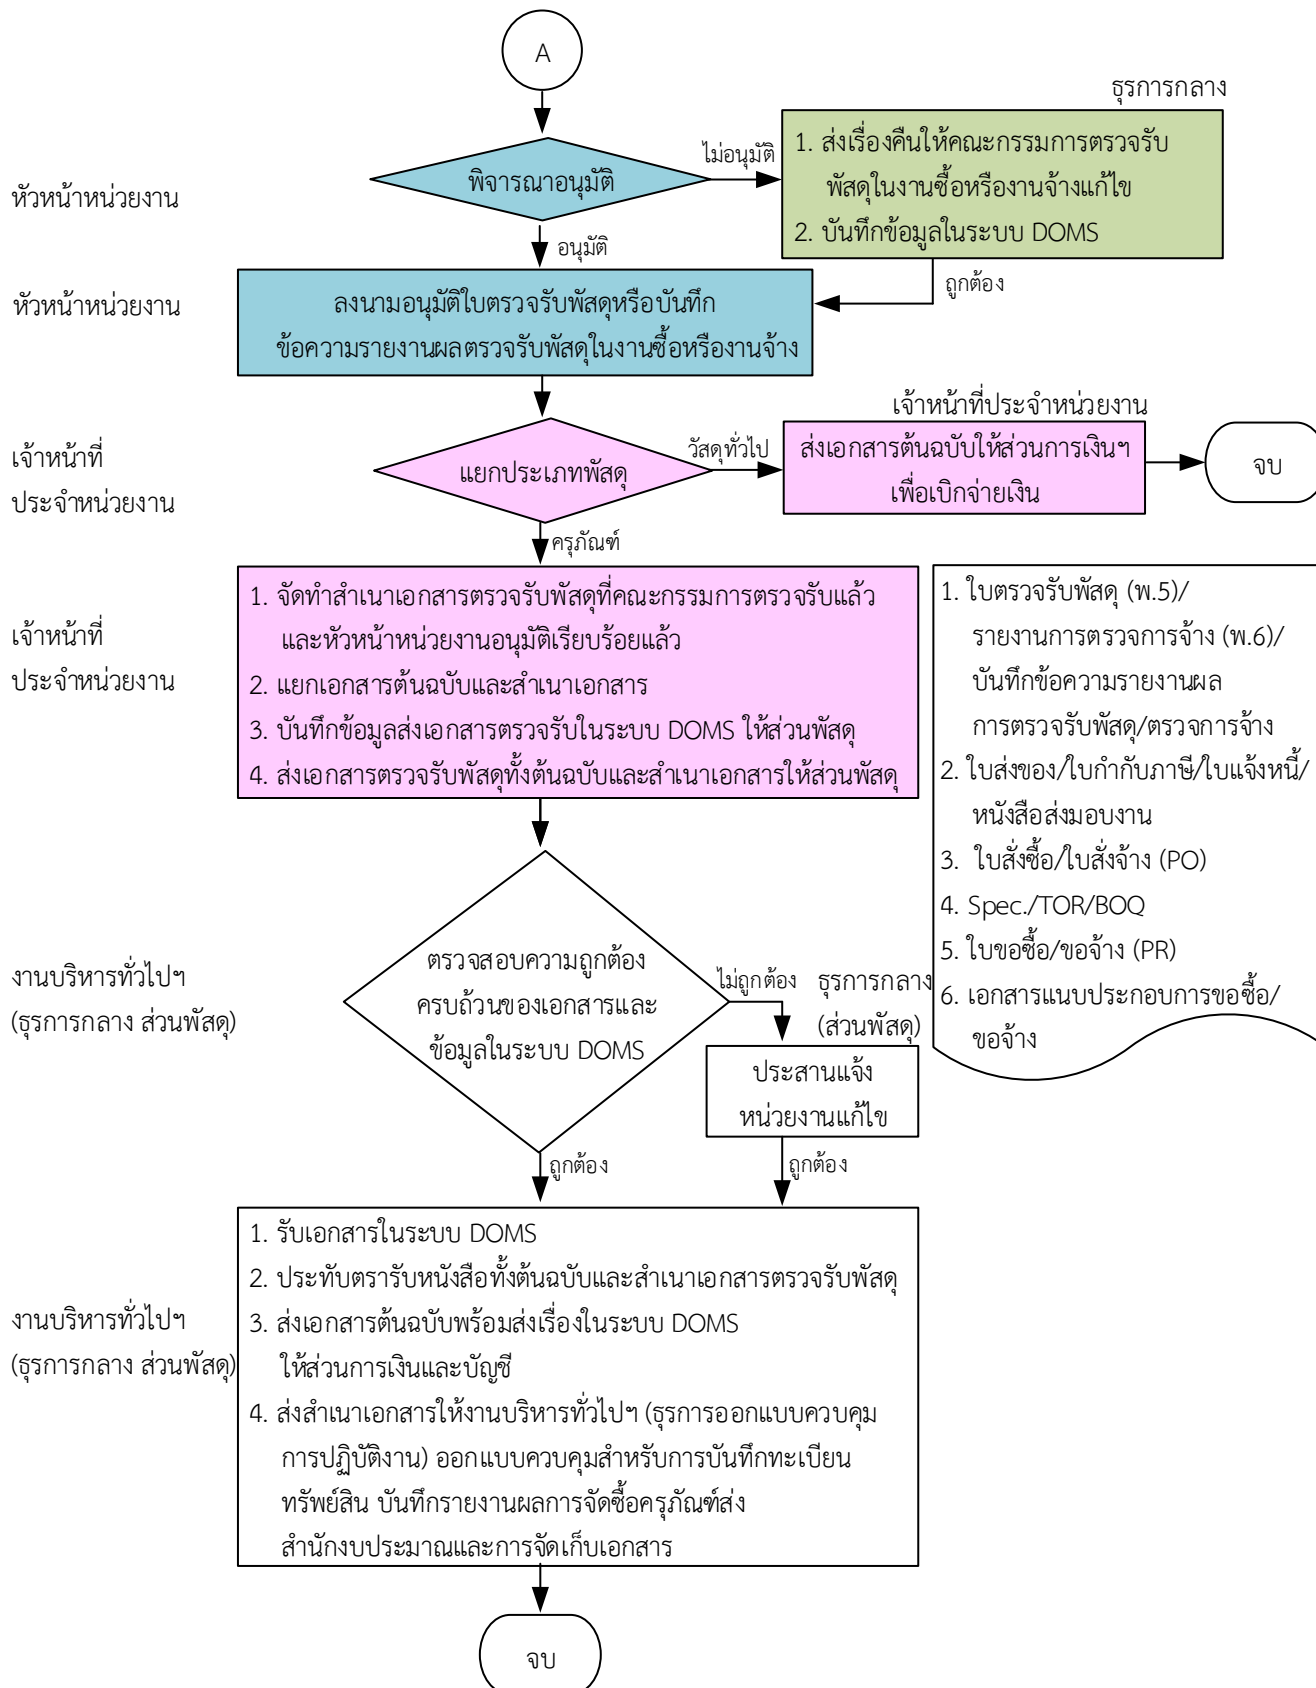 A
ธุรการกลาง
หัวหน้าหน่วยงาน
พิจารณาอนุมัติ
ไม่อนุมัติ
1. ส่งเรื่องคืนให้คณะกรรมการตรวจรับ
พัสดุในงานซื้อหรืองานจ้างแก้ไข
2. บันทึกข้อมูลในระบบ DOMS
อนุมัติ
ถูกต้อง
หัวหน้าหน่วยงาน
ลงนามอนุมัติใบตรวจรับพัสดุหรือบันทึก
ข้อความรายงานผลตรวจรับพัสดุในงานซื้อหรืองานจ้าง
เจ้าหน้าที่ประจำหน่วยงาน
เจ้าหน้าที่
ประจำหน่วยงาน
แยกประเภทพัสดุ
วัสดุทั่วไป
ส่งเอกสารต้นฉบับให้ส่วนการเงินฯ
เพื่อเบิกจ่ายเงิน
จบ
ครุภัณฑ์
เจ้าหน้าที่
ประจำหน่วยงาน
1. จัดทำสำเนาเอกสารตรวจรับพัสดุที่คณะกรรมการตรวจรับแล้ว
และหัวหน้าหน่วยงานอนุมัติเรียบร้อยแล้ว
2. แยกเอกสารต้นฉบับและสำเนาเอกสาร
3. บันทึกข้อมูลส่งเอกสารตรวจรับในระบบ DOMS ให้ส่วนพัสดุ
4. ส่งเอกสารตรวจรับพัสดุทั้งต้นฉบับและสำเนาเอกสารให้ส่วนพัสดุ
1. ใบตรวจรับพัสดุ (พ.5)/
รายงานการตรวจการจ้าง (พ.6)/
บันทึกข้อความรายงานผล
การตรวจรับพัสดุ/ตรวจการจ้าง
2. ใบส่งของ/ใบกำกับภาษี/ใบแจ้งหนี้/
หนังสือส่งมอบงาน
3. ใบสั่งซื้อ/ใบสั่งจ้าง (PO)
4. Spec./TOR/BOQ
5. ใบขอซื้อ/ขอจ้าง (PR)
6. เอกสารแนบประกอบการขอซื้อ/
ขอจ้าง
งานบริหารทั่วไปฯ
(ธุรการกลาง ส่วนพัสดุ)
ตรวจสอบความถูกต้อง
ครบถ้วนของเอกสารและ
ข้อมูลในระบบ DOMS
ไม่ถูกต้อง
ธุรการกลาง
(ส่วนพัสดุ)
ประสานแจ้ง
หน่วยงานแก้ไข
ถูกต้อง
ถูกต้อง
งานบริหารทั่วไปฯ
(ธุรการกลาง ส่วนพัสดุ)
1. รับเอกสารในระบบ DOMS
2. ประทับตรารับหนังสือทั้งต้นฉบับและสำเนาเอกสารตรวจรับพัสดุ
3. ส่งเอกสารต้นฉบับพร้อมส่งเรื่องในระบบ DOMS
ให้ส่วนการเงินและบัญชี
4. ส่งสำเนาเอกสารให้งานบริหารทั่วไปฯ (ธุรการออกแบบควบคุม
การปฏิบัติงาน) ออกแบบควบคุมสำหรับการบันทึกทะเบียน
ทรัพย์สิน บันทึกรายงานผลการจัดซื้อครุภัณฑ์ส่ง
สำนักงบประมาณและการจัดเก็บเอกสาร
จบ